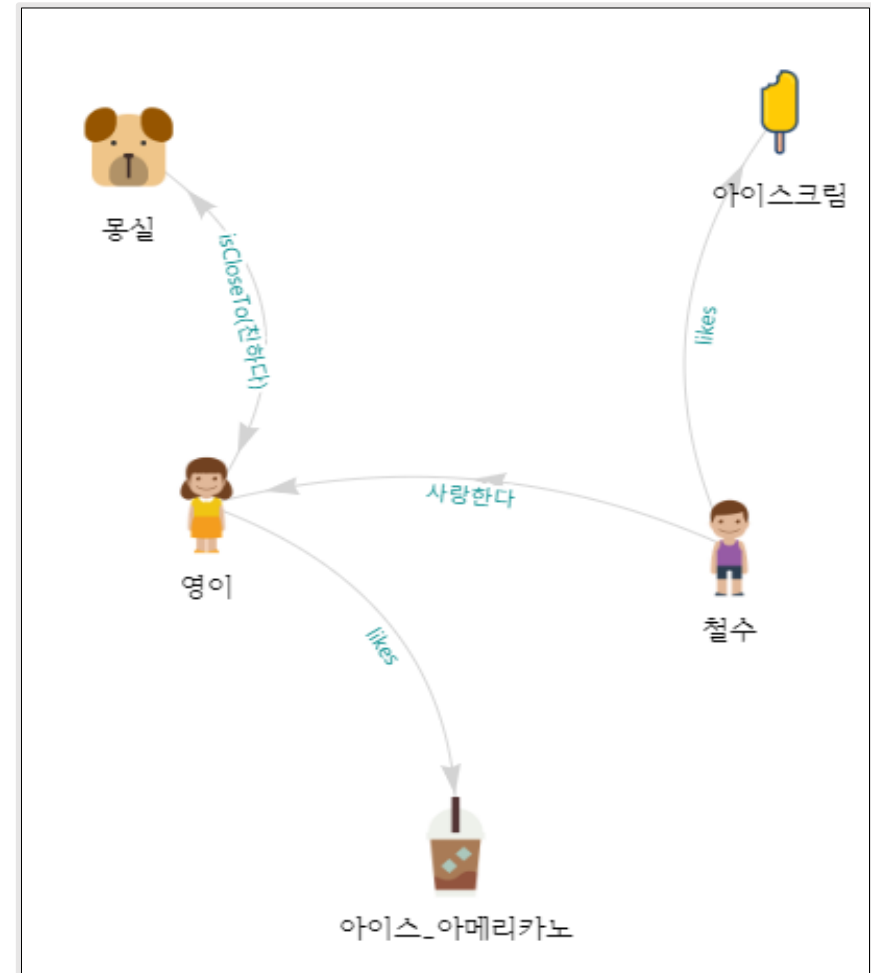 아이스크림
몽실
isCloseTo(친하다)
likes
사랑한다
영이
철수
likes
아이스_아메리카노